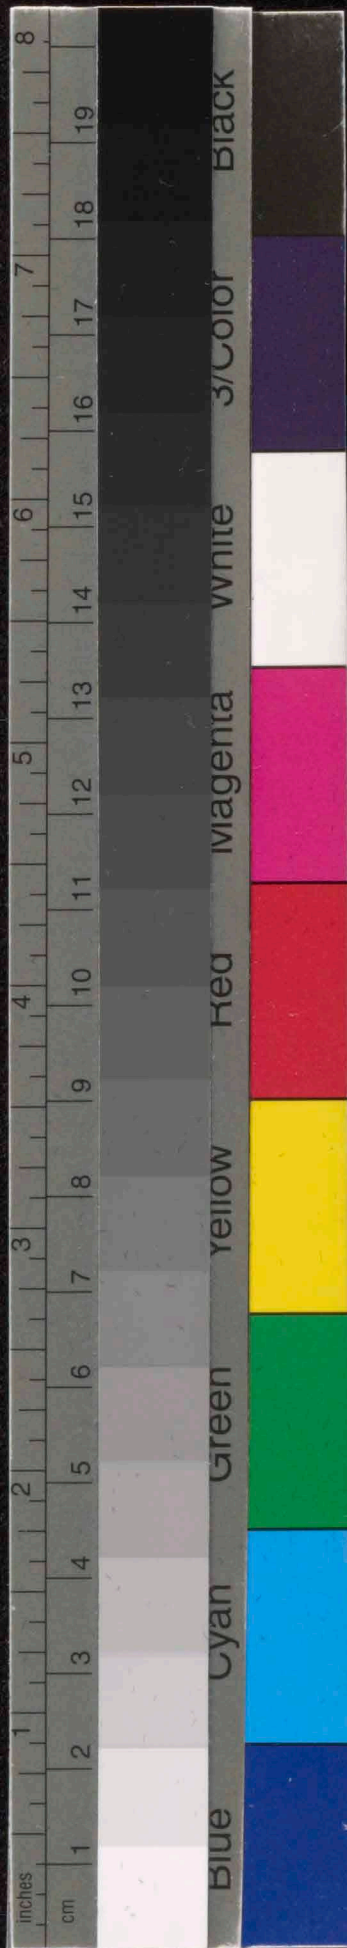 inches 1 2 3 4 5 6 7 8
cm 1 2 3 4 5 6 7 8 9 10 11 12 13 14 15 16 17 18 19
Blue Cyan Green Yellow Red Magenta White 3/Color Black